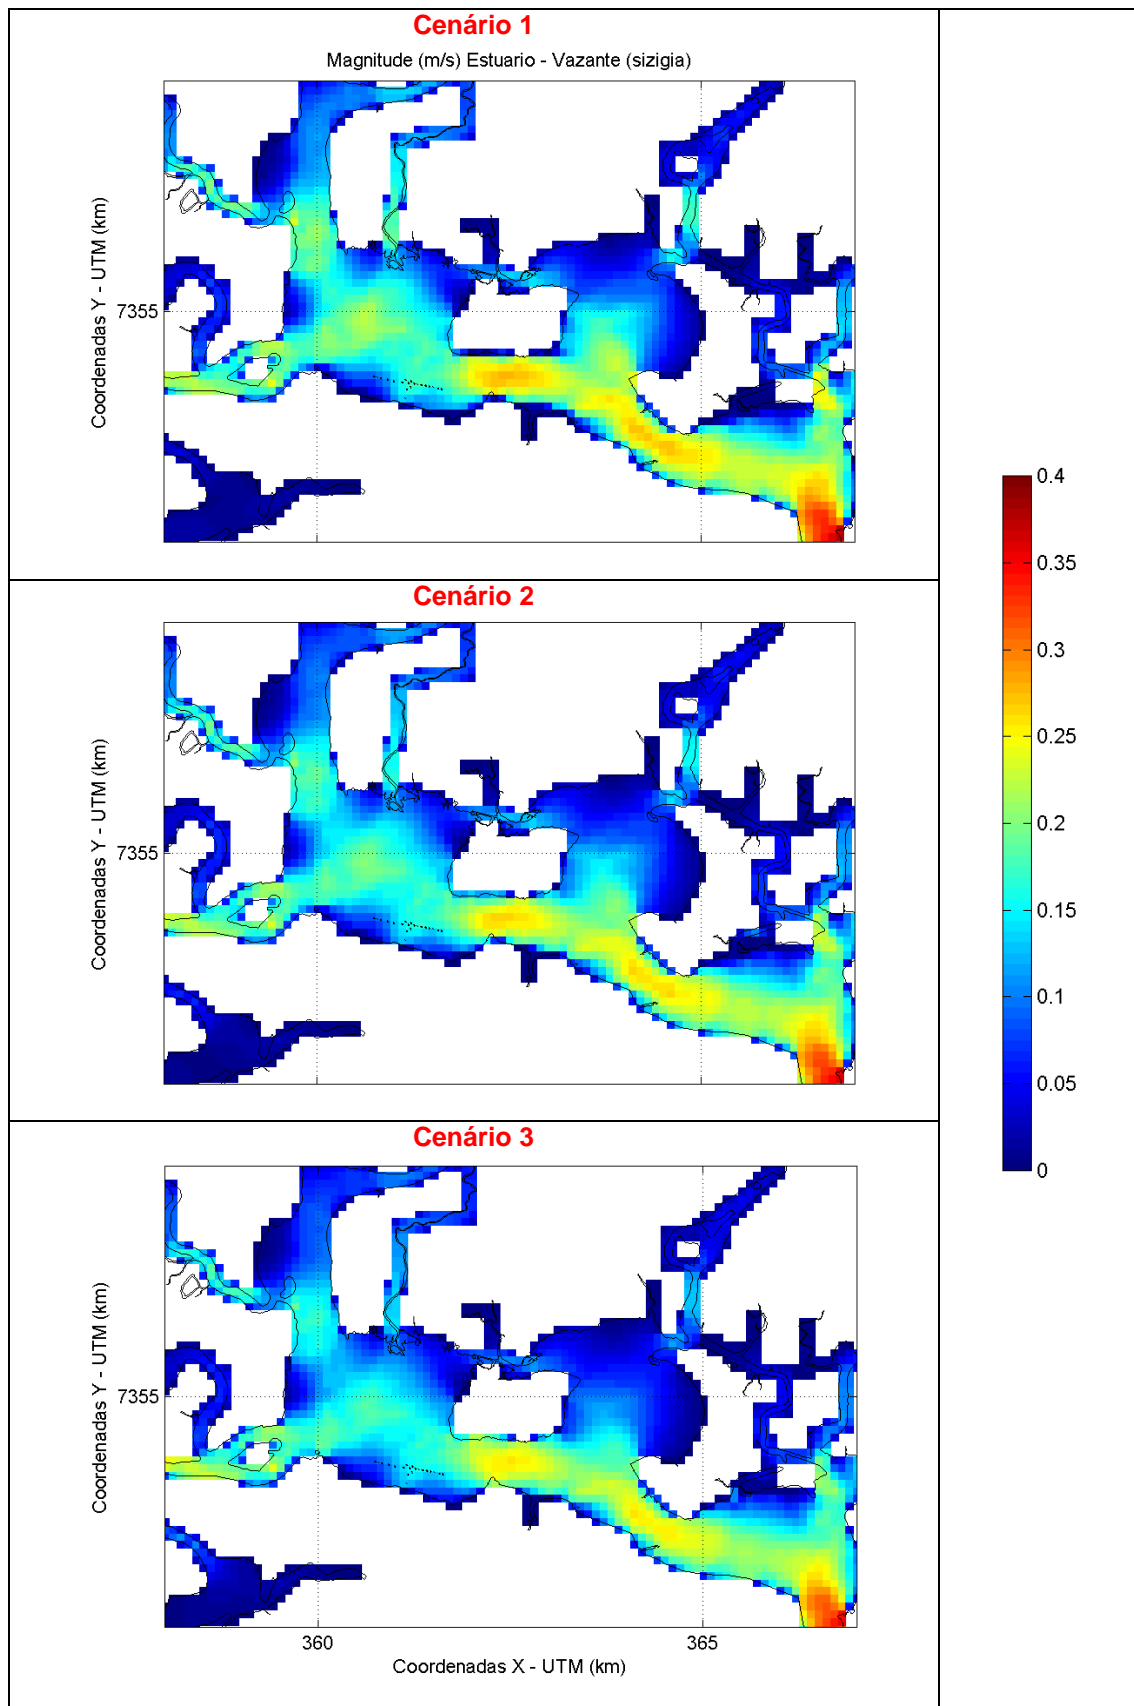 Cenário 1
Magnitude (m/s) Estuario - Vazante (sizigia)
Coordenadas Y - UTM (km)
7355
Cenário 2
Coordenadas Y - UTM (km)
7355
Cenário 3
Coordenadas Y - UTM (km)
7355
360
365
Coordenadas X - UTM (km)
0.4
0.35
0.3
0.25
0.2
0.15
0.1
0.05
0